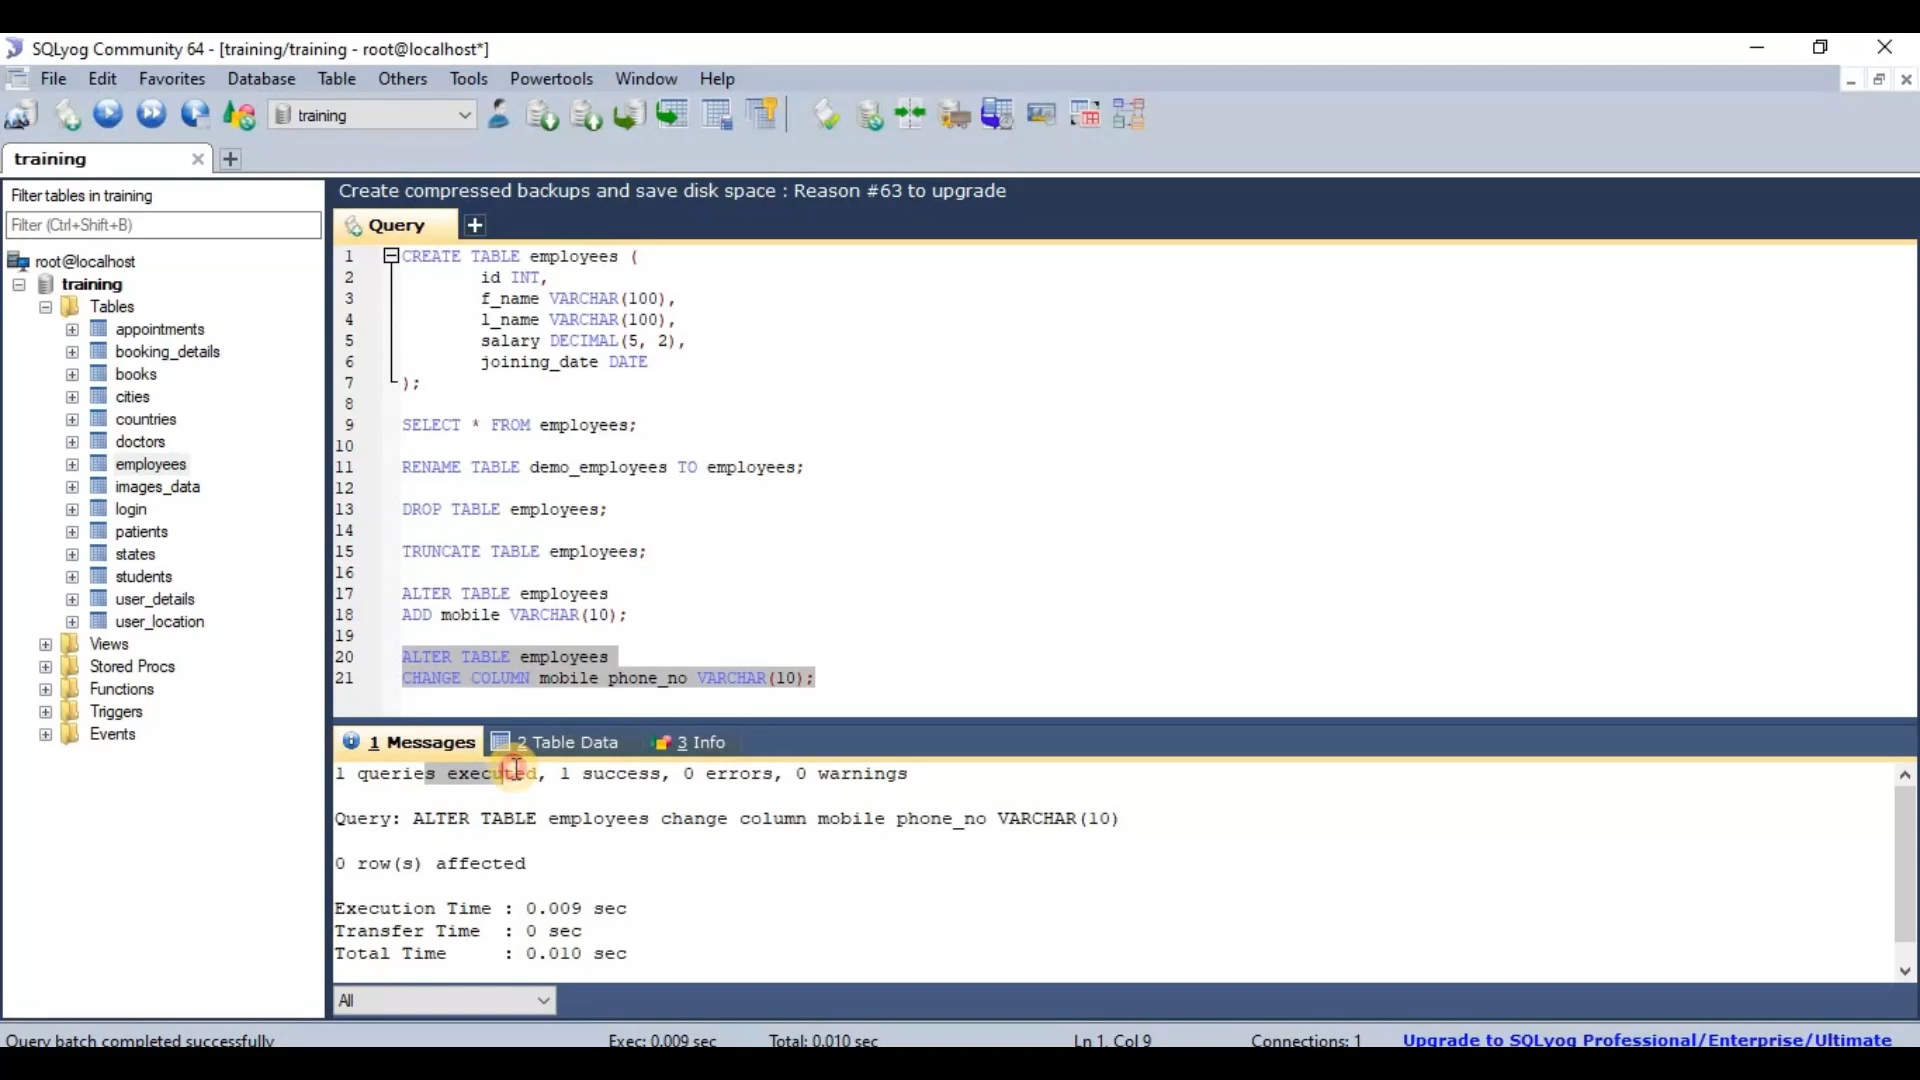 SQLyog Community 64 - [training/training - root@localhost*]
File Edit Favorites Database Table Others Tools Powertools Window Help
training
training
Filter tables in training
Filter (Ctrl+Shift+B)
root@localhost
training
Tables
appointments
booking_details
books
cities
countries
doctors
employees
images_data
login
patients
states
students
user_details
user_location
Views
Stored Procs
Functions
Triggers
Events
Create compressed backups and save disk space : Reason #63 to upgrade
Query
1 CREATE TABLE employees (
2 id INT,
3 f_name VARCHAR(100),
4 l_name VARCHAR(100),
5 salary DECIMAL(5, 2),
6 joining_date DATE
7 );
8
9 SELECT * FROM employees;
10
11 RENAME TABLE demo_employees TO employees;
12
13 DROP TABLE employees;
14
15 TRUNCATE TABLE employees;
16
17 ALTER TABLE employees
18 ADD mobile VARCHAR(10);
19
20 ALTER TABLE employees
21 CHANGE COLUMN mobile phone_no VARCHAR(10);
1 Messages 2 Table Data 3 Info
1 queries executed, 1 success, 0 errors, 0 warnings
Query: ALTER TABLE employees change column mobile phone_no VARCHAR(10)
0 row(s) affected
Execution Time : 0.009 sec
Transfer Time : 0 sec
Total Time : 0.010 sec
All
Query batch completed successfully Exec: 0.009 sec Total: 0.010 sec Ln 1, Col 9 Connections: 1 Upgrade to SQLyog Professional/Enterprise/Ultimate